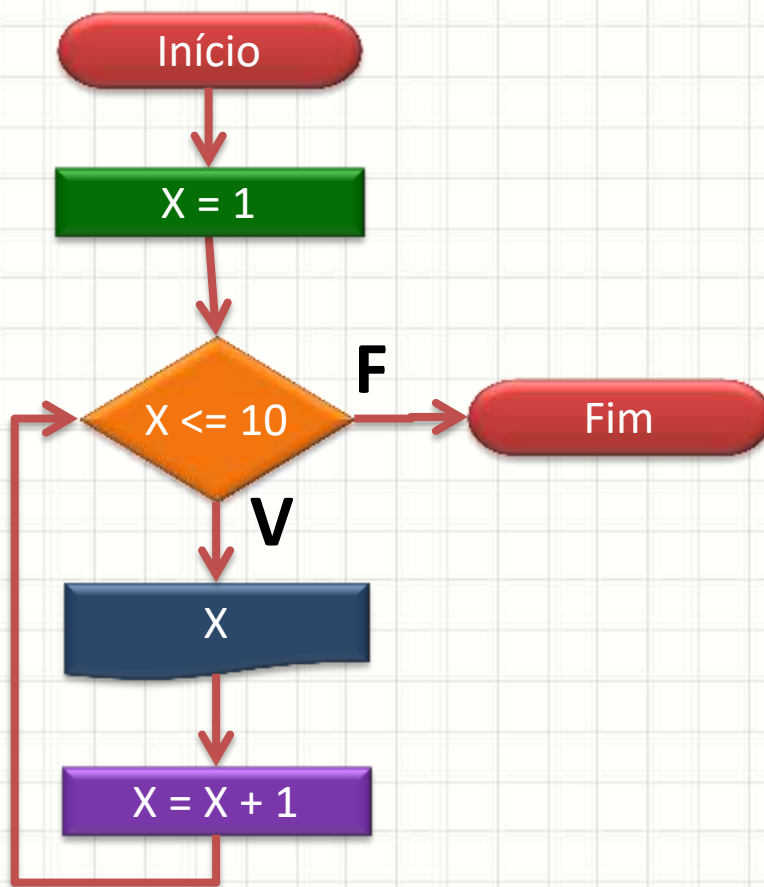 Início
X = 1
X <= 10
F
Fim
V
X
X = X + 1